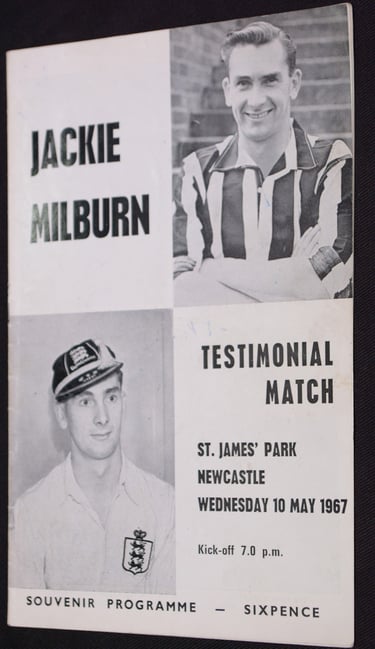 JACKIE
MILBURN
TESTIMONIAL
MATCH
ST. JAMES' PARK
NEWCASTLE
WEDNESDAY 10 MAY 1967
Kick-off 7.0 p.m.
SOUVENIR PROGRAMME — SIXPENCE